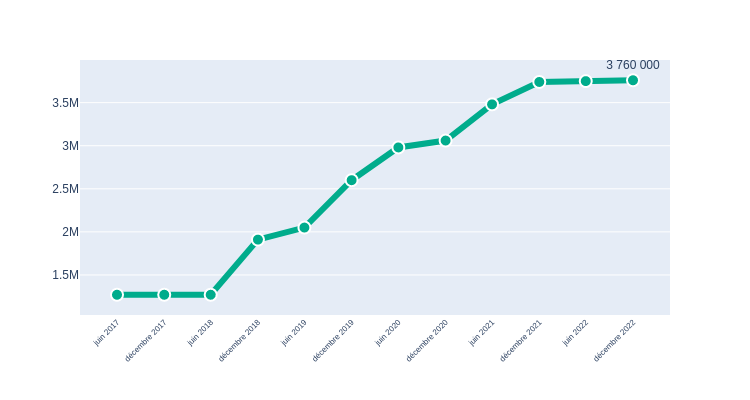 3 760 000
3.5M
3M
2.5M
2M
1.5M
juin 2017
décembre 2017
juin 2018
décembre 2018
juin 2019
décembre 2019
juin 2020
décembre 2020
juin 2021
décembre 2021
juin 2022
décembre 2022